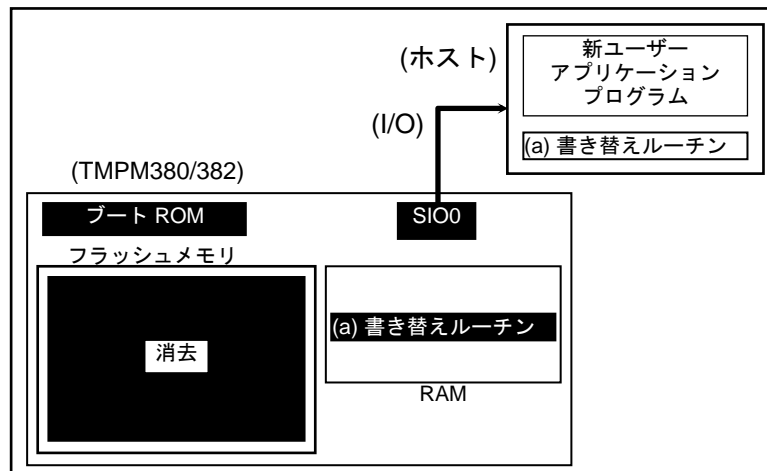 (ホスト)
新ユーザー
アプリケーション
プログラム
(I/O)
(a) 書き替えルーチン
(TMPM380/382)
ブート ROM
SIO0
フラッシュメモリ
(a) 書き替えルーチン
消去
RAM